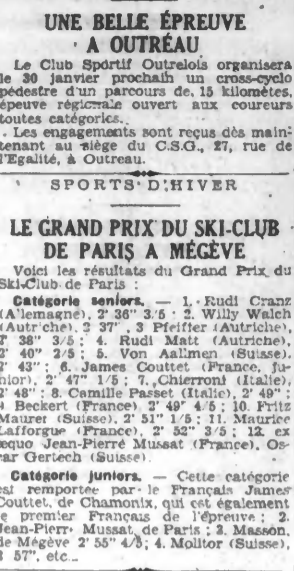 UNE BELLE ÉPREUVE
A OUTRÉAU
Le Club Sportif Outrelois organisera
le 30 janvier prochain un cross-cyclo
pédestre d'un parcours de. 15 kilomètes,
épeuve régionale ouvert aux coureurs
toutes catégories..
. Les engagements sont reçus dès main-
tenant au siège du C.S.G., 27, rue de
l'Egalité, à Outreau.
SPORTS D'HIVER
LE GRAND PRIX DU SKI-CLUB
DE PARIS A MÉGÈVE
Voici les résultats du Grand Prix du
Ski-Club de Paris :
Catégorie seniors. — 1. Rudi Cranz
(Allemagne), 2' 36" 3/5 ; 2. Willy Walch
(Autriche), 2 37" , 3 Pfeiffer (Autriche),
2' 38" 3/5 ; 4. Rudi Matt (Autriche),
2' 40" 2/5 ; 5. Von Aallmen (Suisse),
2' 43" ; 6. James Couttet (France, ju-
nior), 2' 47" 1/5 ; 7. Chierroni (Italie),
2' 48" ; 8. Camille Passet (Italie), 2' 49" ;
9 Beckert (France) 2' 49" 4/5 ; 10. Fritz
Maurer (Suisse), 2' 51" 1/5 ; 11. Maurice
Lafforgue (France), 2' 52" 3/5 ; 12. ex
æquo Jean-Pierré Mussat (France), Os-
car Gertech (Suisse).
Catégorie juniors. — Cette catégorie
est remportée par le Français James
Couttet, de Chamonix, qui est également
le premier Français de l'épreuve ; 2.
Jean-Pierre Mussat, de Paris ; 3. Masson,
de Mégève 2' 55" 4/5 ; 4. Molitor (Suisse),
2 57", etc...